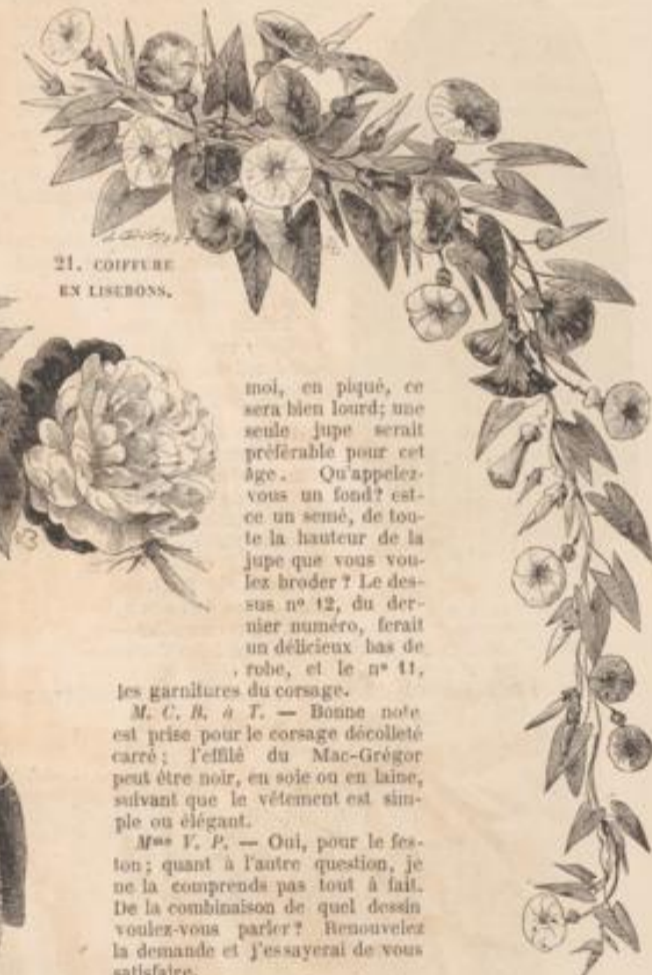 21. COIFFURE
EN LISERONS.
moi, en piqué, ce
sera bien lourd; une
seule jupe serait
préférable pour cet
âge. Qu'appelez-
vous un fond? est-
ce un semé, de tou-
te la hauteur de la
jupe que vous vou-
lez broder? Le des-
sus n° 12, du der-
nier numéro, ferait
un délicieux bas de
robe, et le n° 11,
les garnitures du corsage.
M. C. B. à T. — Bonne note
est prise pour le corsage décolleté
carré; l'effilé du Mac-Grégor
peut être noir, en soie ou en laine,
suivant que le vêtement est sim-
ple ou élégant.
Mme V. P. — Oui, pour le fes-
ton; quant à l'autre question, je
ne la comprends pas tout à fait.
De la combinaison de quel dessin
voulez-vous parler? Renouvelez
la demande et j'essayerai de vous
satisfaire.